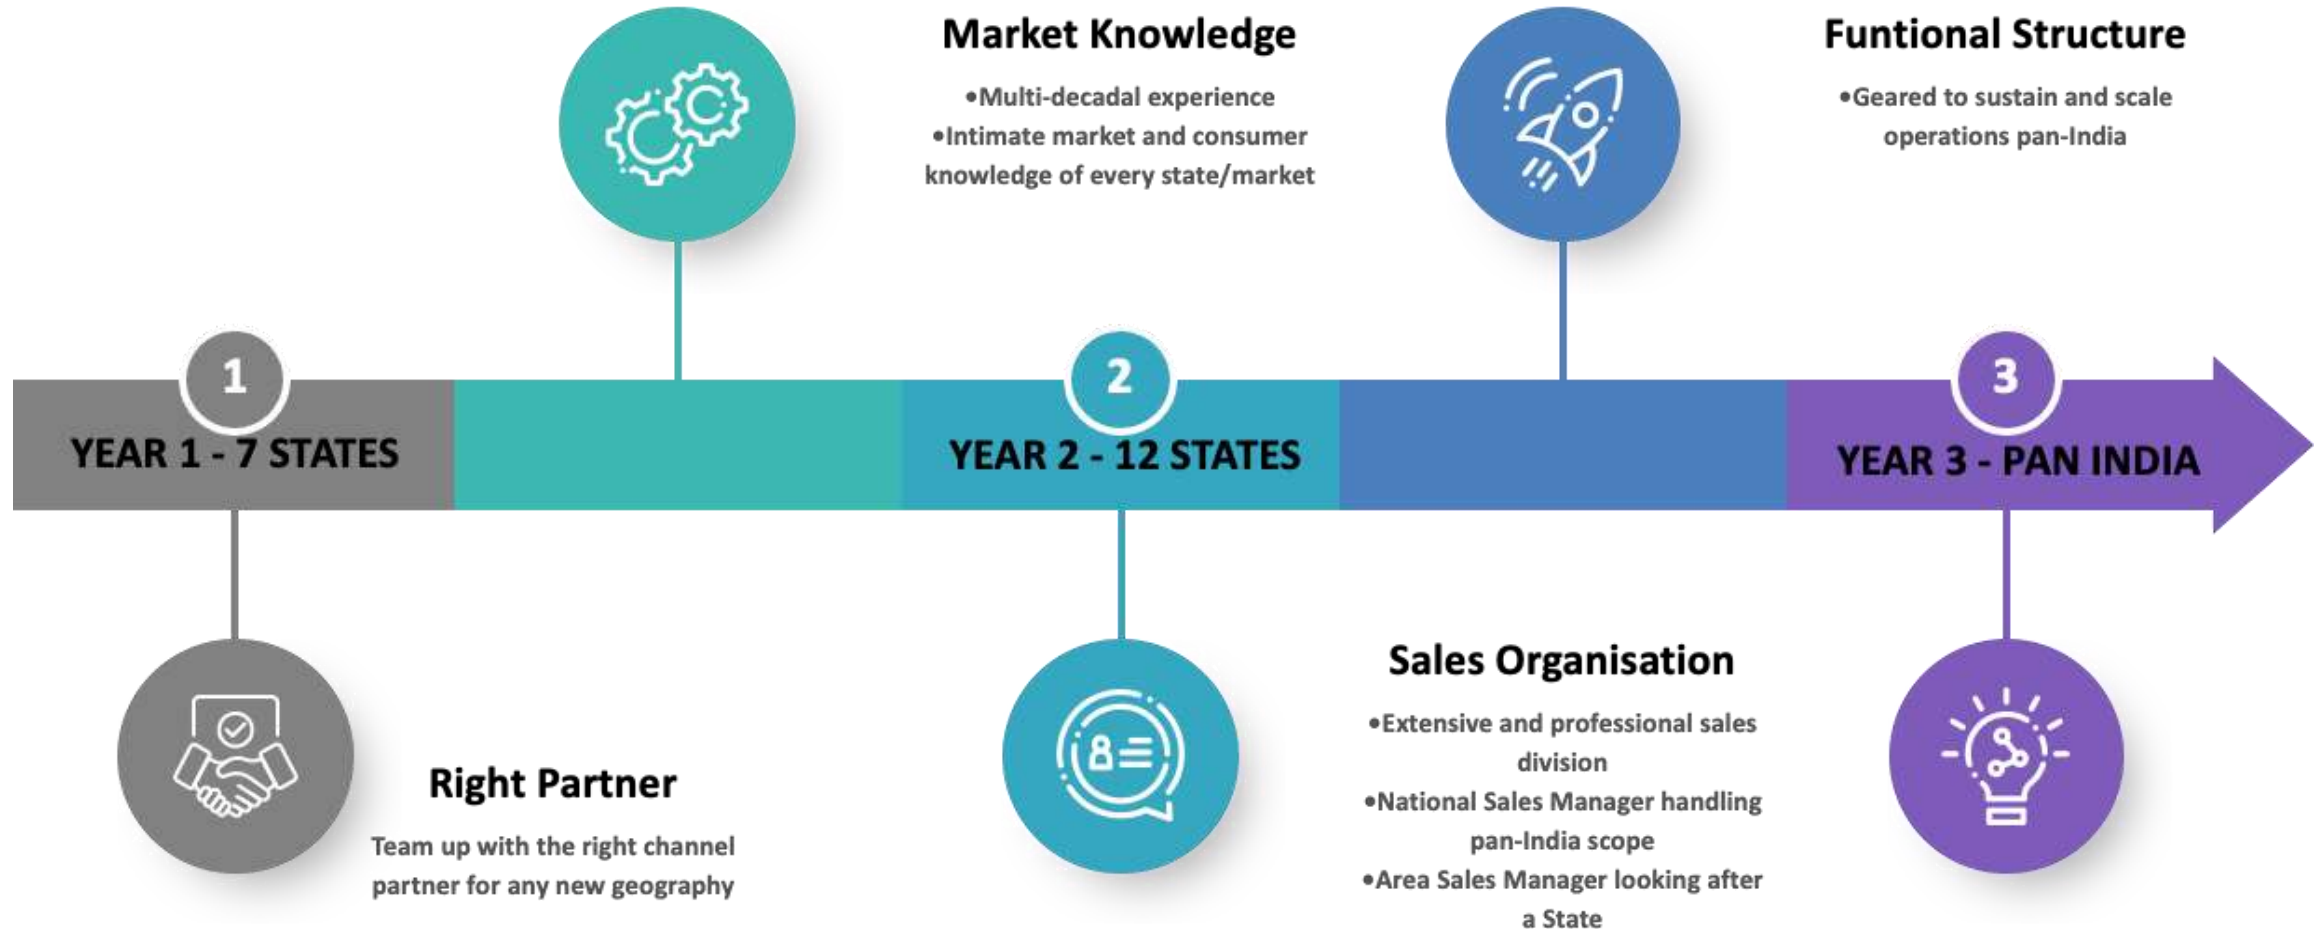 Market Knowledge
•Multi-decadal experience
•Intimate market and consumer
knowledge of every state/market
Funtional Structure
•Geared to sustain and scale
operations pan-India
1
YEAR 1 - 7 STATES
2
YEAR 2 - 12 STATES
3
YEAR 3 - PAN INDIA
Right Partner
Team up with the right channel
partner for any new geography
Sales Organisation
•Extensive and professional sales
division
•National Sales Manager handling
pan-India scope
•Area Sales Manager looking after
a State